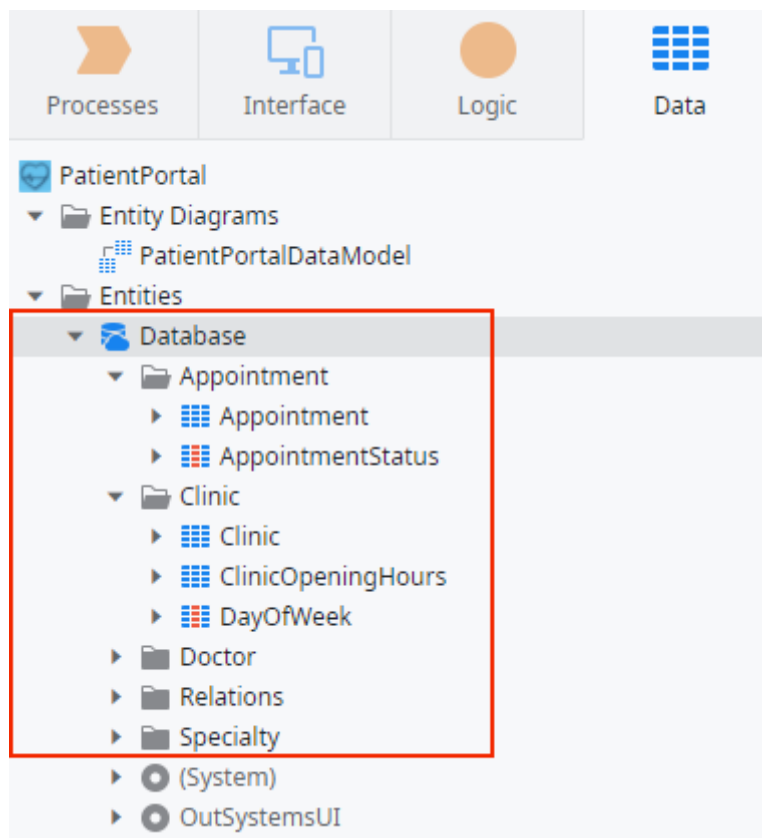 Processes Interface Logic Data
PatientPortal
Entity Diagrams
PatientPortalDataModel
Entities
Database
Appointment
Appointment
AppointmentStatus
Clinic
Clinic
ClinicOpeningHours
DayOfWeek
Doctor
Relations
Specialty
(System)
OutSystemsUI